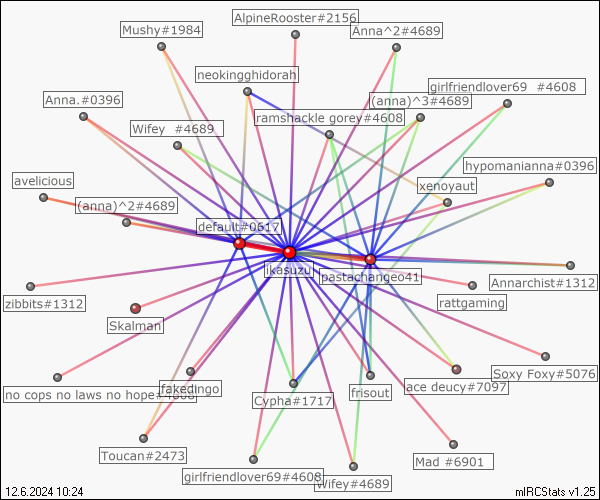 AlpineRooster#2156
Mushy#1984
Anna^2#4689
neokingghidorah
girlfriendlover69 #4608
Anna.#0396
(anna)^3#4689
ramshackle gorey#4608
Wifey #4689
hypomanianna#0396
avelicious
xenoyaut
(anna)^2#4689
default#0617
ikasuzu
pastachangeo41
Annarchist#1312
zibbits#1312
rattgaming
Skalman
Soxy Foxy#5076
no cops no laws no hope#4608
fakedingo
Cypha#1717
frisout
ace deucy#7097
Toucan#2473
Mad #6901
girlfriendlover69#4608
Wifey#4689
12.6.2024 10:24
mIRCStats v1.25